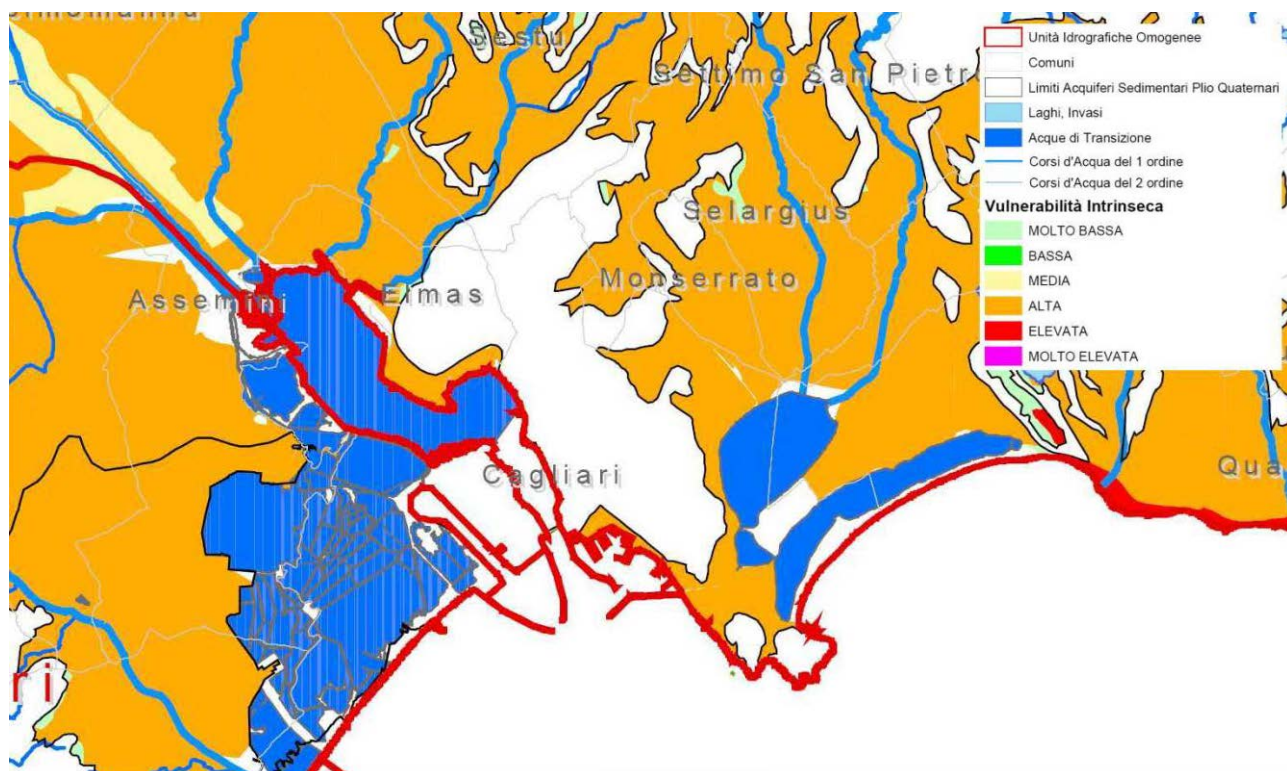 Sestu
Settimo San Pietro
Selargius
Monserrato
Assemini
Elmas
Cagliari
Qua
ri
Unità Idrografiche Omogenee
Comuni
Limiti Acquiferi Sedimentari Plio Quaternari
Laghi, Invasi
Acque di Transizione
Corsi d'Acqua del 1 ordine
Corsi d'Acqua del 2 ordine
Vulnerabilità Intrinseca
MOLTO BASSA
BASSA
MEDIA
ALTA
ELEVATA
MOLTO ELEVATA